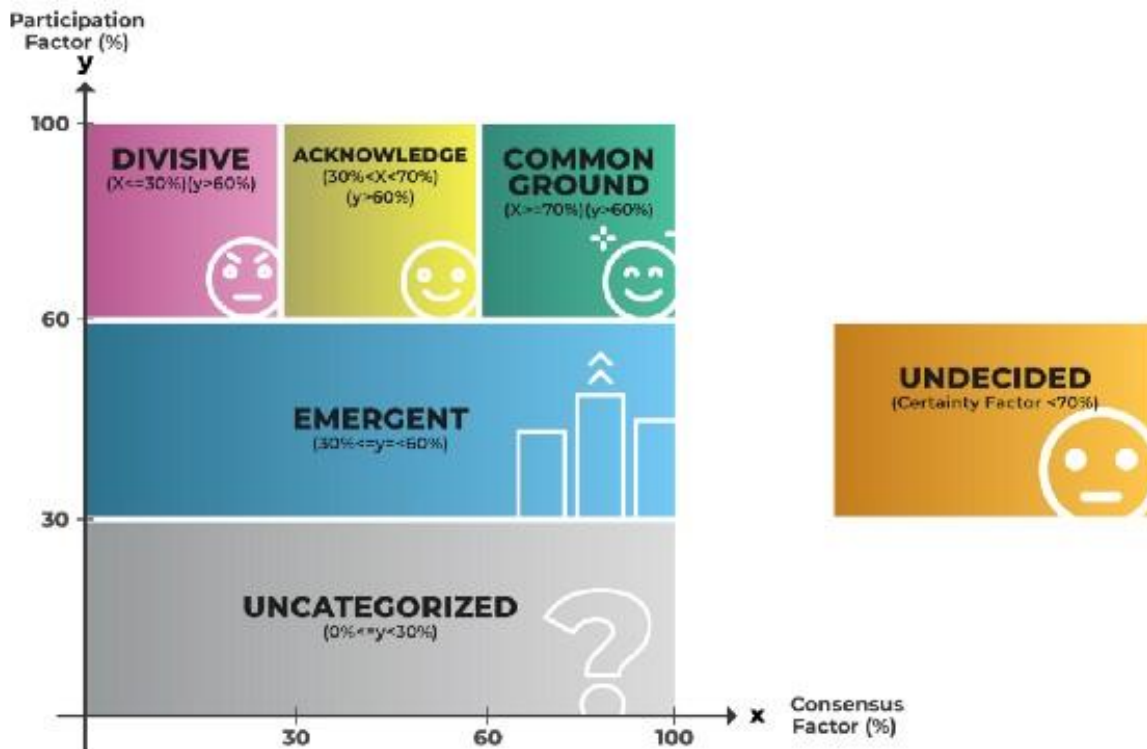 Participation
Factor (%)
y
100
DIVISIVE
(X<=30%)(y>60%)
ACKNOWLEDGE
(30%<X<70%)
(y>60%)
COMMON
GROUND
(X>=70%)(y>60%)
60
EMERGENT
(30%<=y=<60%)
UNDECIDED
(Certainty Factor <70%)
30
UNCATEGORIZED
(0%<=y<30%)
?
x
Consensus
Factor (%)
30
60
100